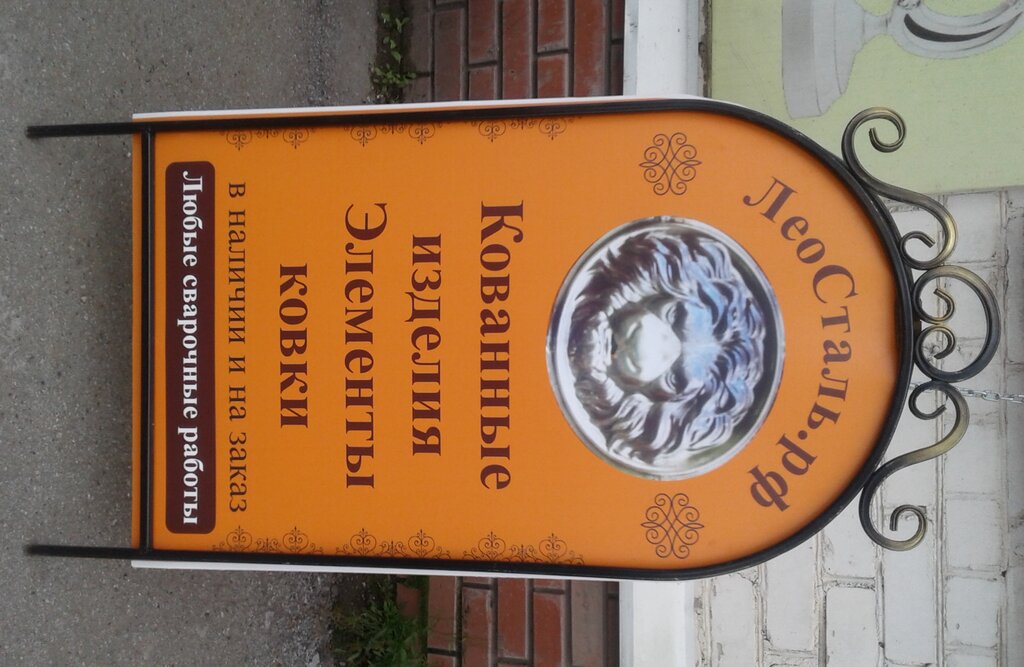 ЛеоСталь.рф
Кованные
изделия
Элементы
ковки
в наличии и на заказ
Любые сварочные работы